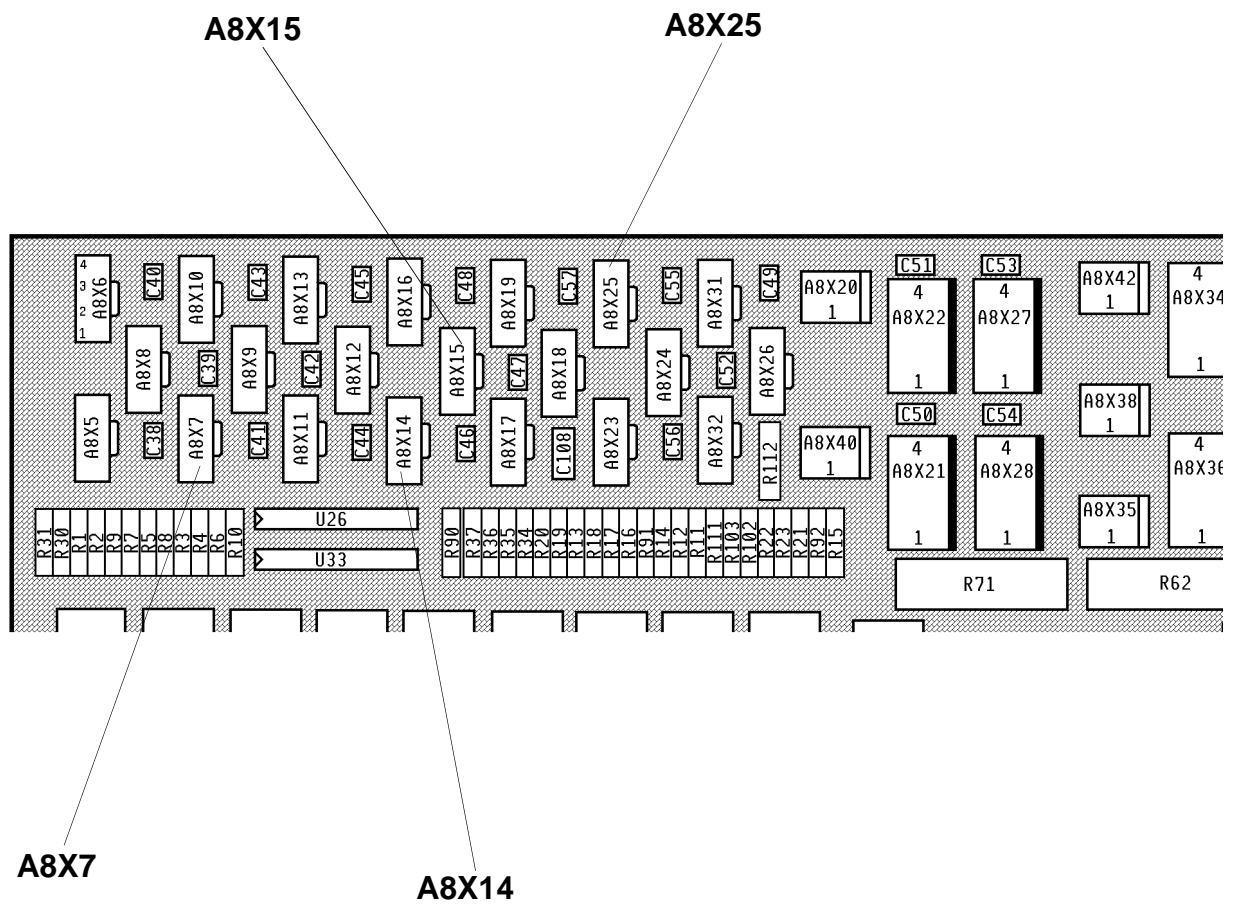 A8X15
A8X25
4
3
2
1
A8X6
C40
A8X10
C43
A8X13
C45
A8X16
C48
A8X19
C57
A8X25
C55
A8X31
C49
A8X20
1
C51
4
A8X22
1
C53
4
A8X27
1
A8X42
1
4
A8X34
1
A8X8
C39
A8X9
C42
A8X12
A8X15
C47
A8X18
A8X24
C52
A8X26
A8X5
C38
A8X7
C41
A8X11
C44
A8X14
C46
A8X17
C108
A8X23
C56
A8X32
R112
A8X40
1
C50
4
A8X21
1
C54
4
A8X28
1
A8X38
1
A8X35
1
4
A8X36
1
R31
R30
R1
R2
R9
R7
R5
R8
R3
R4
R6
R10
U26
U33
R90
R37
R36
R35
R34
R20
R19
R13
R18
R17
R16
R91
R14
R12
R11
R111
R103
R102
R22
R23
R21
R92
R15
R71
R62
A8X7
A8X14